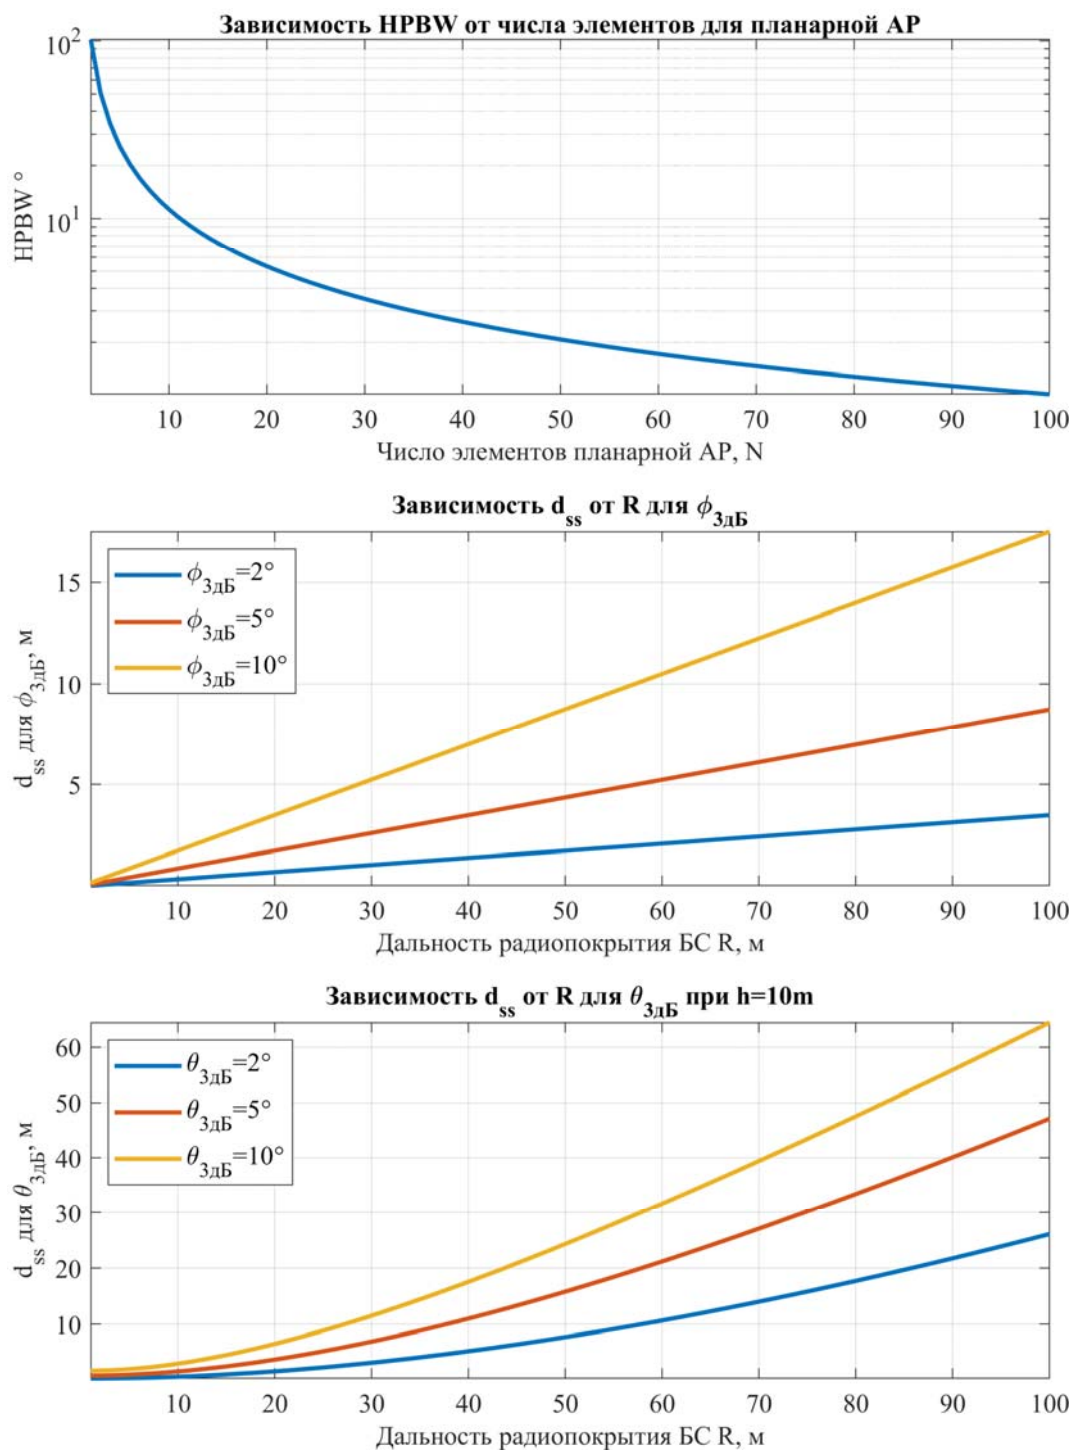 Зависимость HPBW от числа элементов для планарной АР
10²
10¹
HPBW °
10 20 30 40 50 60 70 80 90 100
Число элементов планарной АР, N
Зависимость d_ss от R для ϕ_3дБ
ϕ_3дБ=2°
ϕ_3дБ=5°
ϕ_3дБ=10°
15
10
5
d_ss для ϕ_3дБ, м
10 20 30 40 50 60 70 80 90 100
Дальность радиопокрытия БС R, м
Зависимость d_ss от R для θ_3дБ при h=10m
θ_3дБ=2°
θ_3дБ=5°
θ_3дБ=10°
60
50
40
30
20
10
d_ss для θ_3дБ, м
10 20 30 40 50 60 70 80 90 100
Дальность радиопокрытия БС R, м